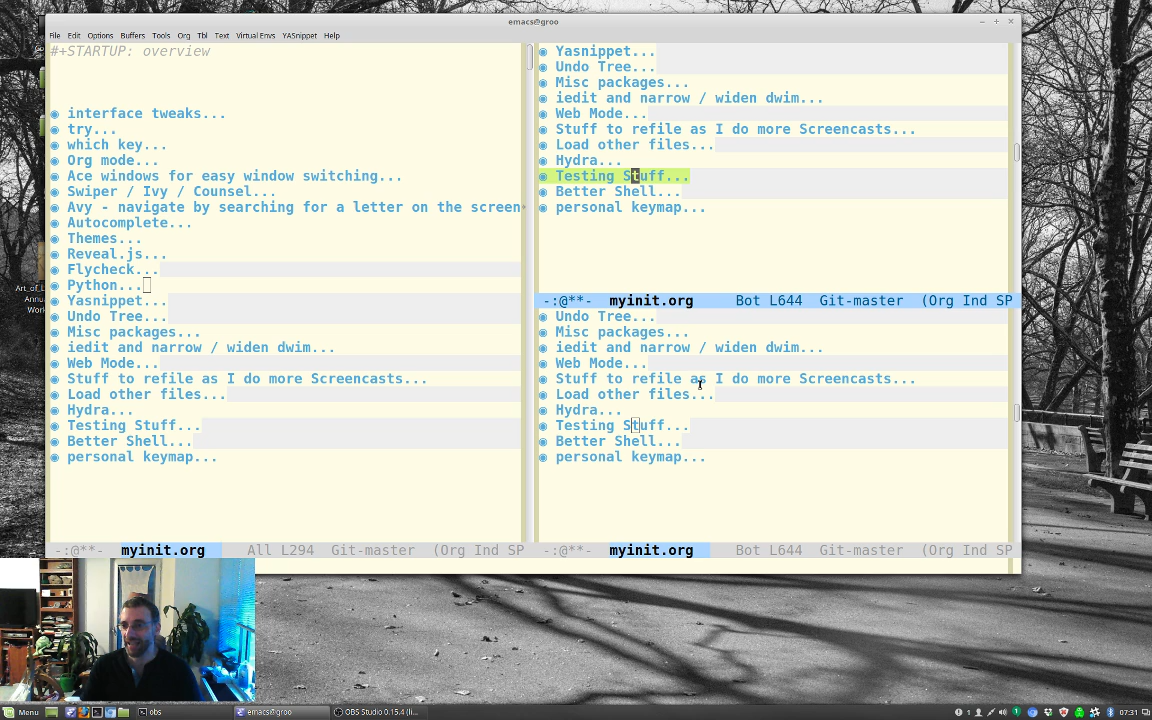 emacs@groo
File Edit Options Buffers Tools Org Tbl Text Virtual Envs YASnippet Help
#+STARTUP: overview
interface tweaks...
try...
which key...
Org mode...
Ace windows for easy window switching...
Swiper / Ivy / Counsel...
Avy - navigate by searching for a letter on the screen
Autocomplete...
Themes...
Reveal.js...
Flycheck...
Python...
Yasnippet...
Undo Tree...
Misc packages...
iedit and narrow / widen dwim...
Web Mode...
Stuff to refile as I do more Screencasts...
Load other files...
Hydra...
Testing Stuff...
Better Shell...
personal keymap...
-:@**- myinit.org All L294 Git-master (Org Ind SP
Yasnippet...
Undo Tree...
Misc packages...
iedit and narrow / widen dwim...
Web Mode...
Stuff to refile as I do more Screencasts...
Load other files...
Hydra...
Testing Stuff...
Better Shell...
personal keymap...
-:@**- myinit.org Bot L644 Git-master (Org Ind SP
Undo Tree...
Misc packages...
iedit and narrow / widen dwim...
Web Mode...
Stuff to refile as I do more Screencasts...
Load other files...
Hydra...
Testing Stuff...
Better Shell...
personal keymap...
-:@**- myinit.org Bot L644 Git-master (Org Ind SP
Art_of_
Annu
Work
Menu
obs
emacs@groo
OBS Studio 0.15.4 (li...
1
07:31